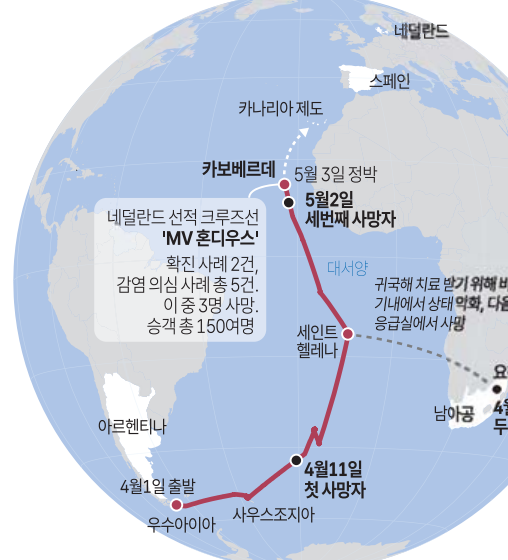 네덜란드
스페인
카나리아 제도
카보베르데
5월 3일 정박
5월2일
세번째 사망자
네덜란드 선적 크루즈선
'MV 혼디우스'
확진 사례 2건,
감염 의심 사례 총 5건.
이 중 3명 사망.
승객 총 150여명
대서양
귀국해 치료 받기 위해
기내에서 상태 악화, 다음
응급실에서 사망
세인트
헬레나
남아공
아르헨티나
4월11일
첫 사망자
4월1일 출발
사우스조지아
우수아이아